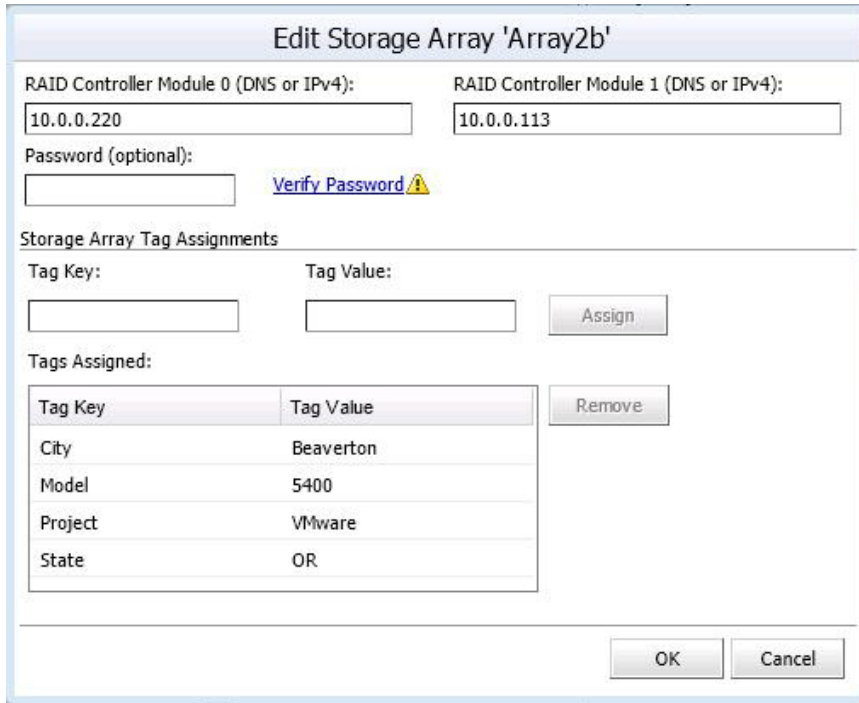 Edit Storage Array 'Array2b'
RAID Controller Module 0 (DNS or IPv4): RAID Controller Module 1 (DNS or IPv4):
10.0.0.220 10.0.0.113
Password (optional):
Verify Password
Storage Array Tag Assignments
Tag Key: Tag Value:
Assign
Tags Assigned:
Tag Key Tag Value Remove
City Beaverton
Model 5400
Project VMware
State OR
OK Cancel